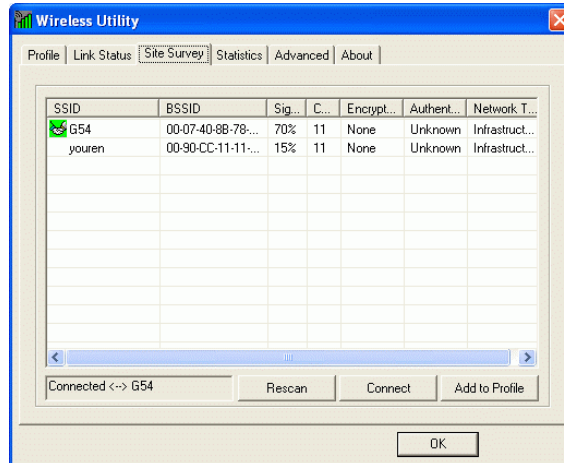 Wireless Utility
Profile Link Status Site Survey Statistics Advanced About
SSID BSSID Sig... C... Encrypt... Authent... Network T...
G54 00-07-40-8B-78-... 70% 11 None Unknown Infrastruct...
youren 00-90-CC-11-11-... 15% 11 None Unknown Infrastruct...
Connected <--> G54 Rescan Connect Add to Profile
OK